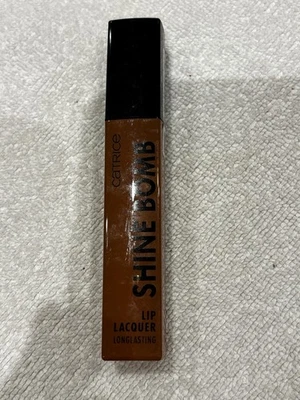 CATRICE
SHINE BOMB
LIP
LACQUER
LONGLASTING